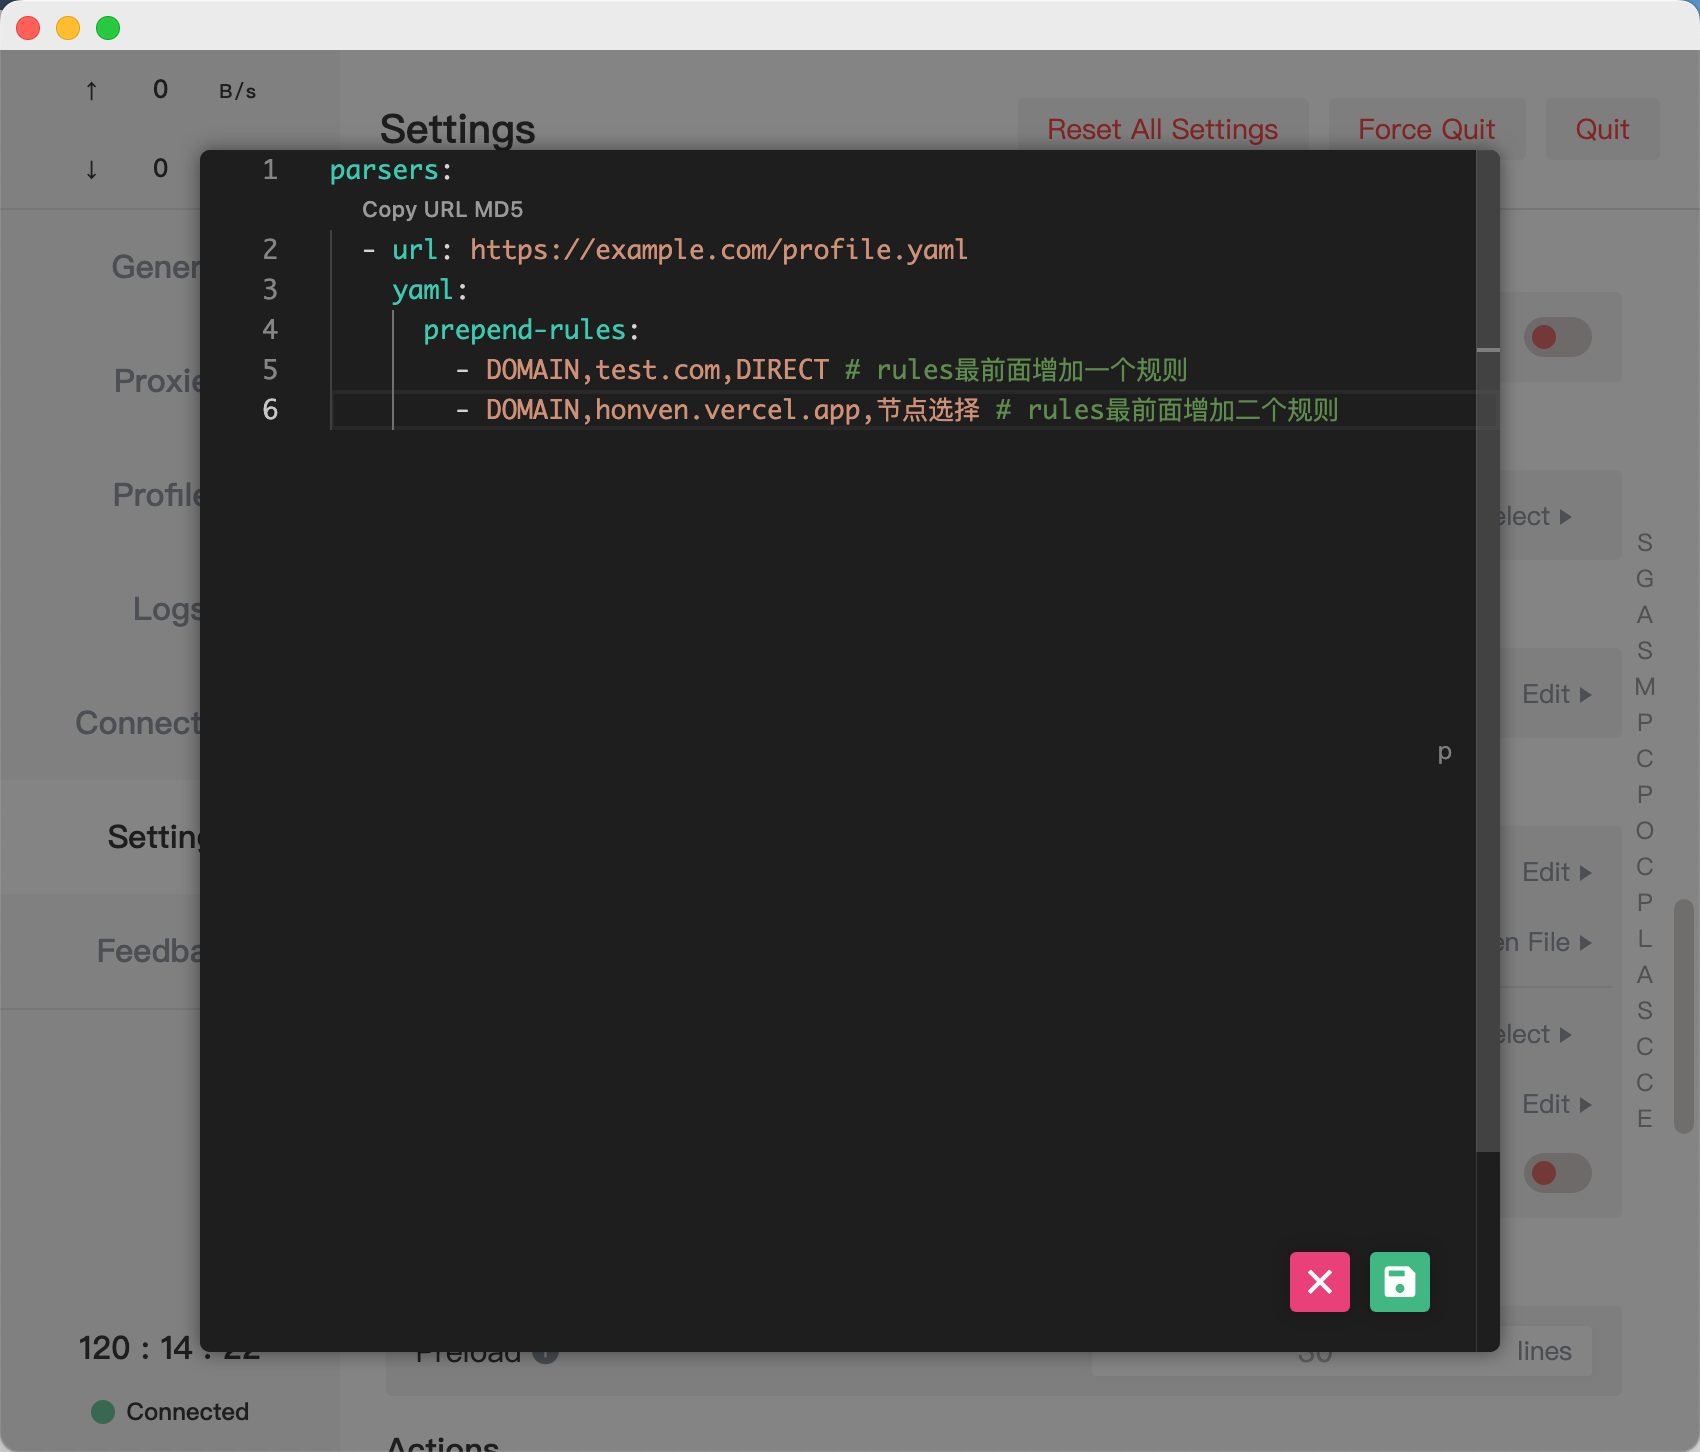 ↑ 0 B/s
↓ 0
Settings
Reset All Settings
Force Quit
Quit
1 parsers:
Copy URL MD5
2 - url: https://example.com/profile.yaml
3 yaml:
4 prepend-rules:
5 - DOMAIN,test.com,DIRECT # rules最前面增加一个规则
6 - DOMAIN,honven.vercel.app,节点选择 # rules最前面增加二个规则
Gener
Proxie
Profile
Logs
Connect
Setting
Feedba
elect
Edit
p
Edit
en File
elect
Edit
S
G
A
S
M
P
C
P
O
C
P
L
A
S
C
C
E
Preload
30
lines
120 : 14 : 22
Connected
Actions